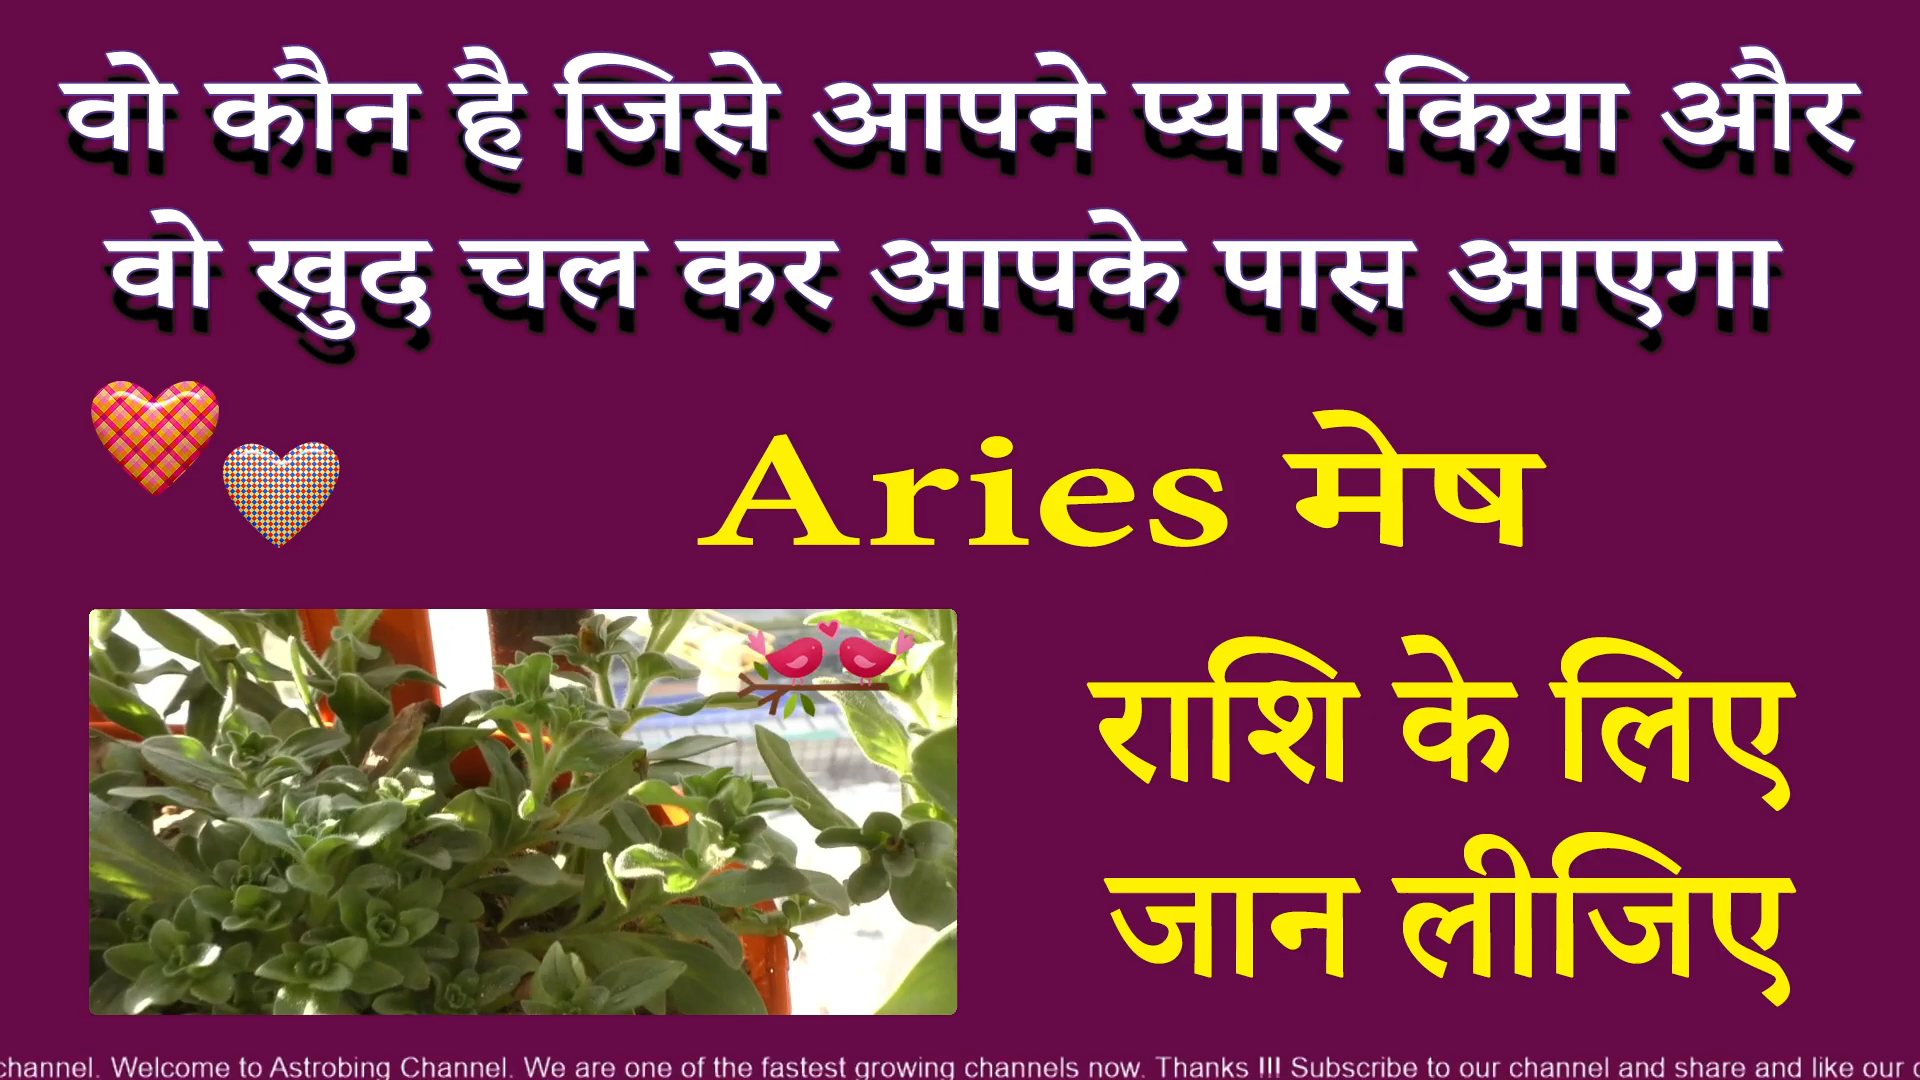 वो कौन है जिसे आपने प्यार किया और
वो खुद चल कर आपके पास आएगा
Aries मेष
राशि के लिए
जान लीजिए
channel. Welcome to Astrobing Channel. We are one of the fastest growing channels now. Thanks !!! Subscribe to our channel and share and like our